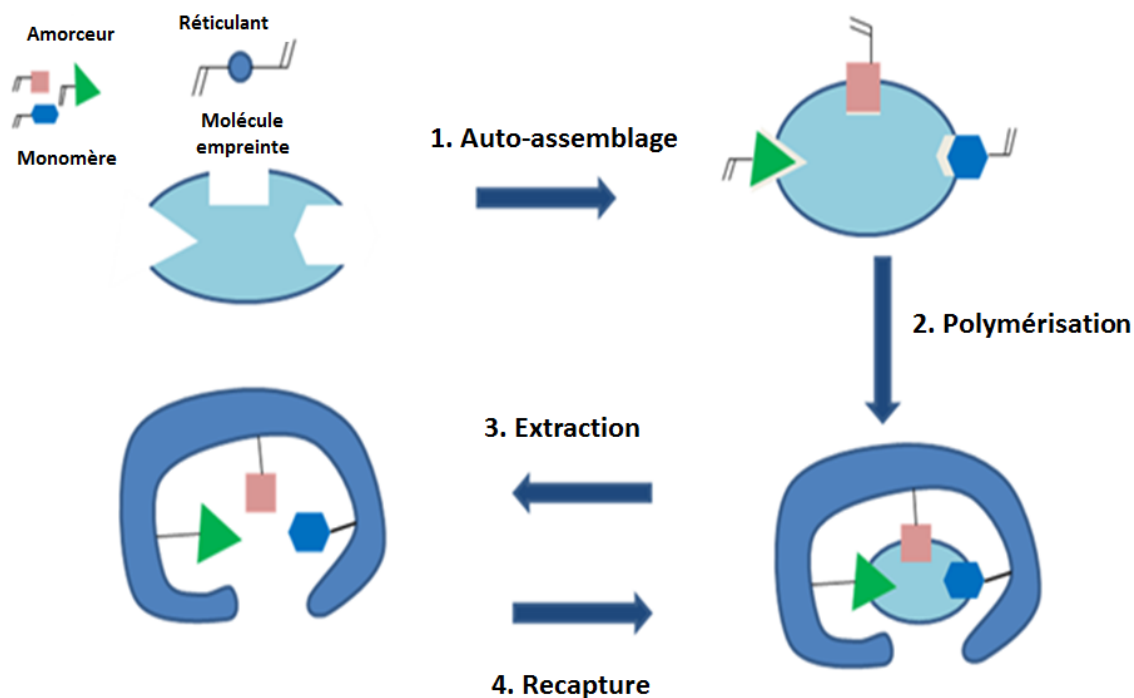 Réticulant
Amorceur
Molécule
empreinte
Monomère
1. Auto-assemblage
2. Polymérisation
3. Extraction
4. Recapture